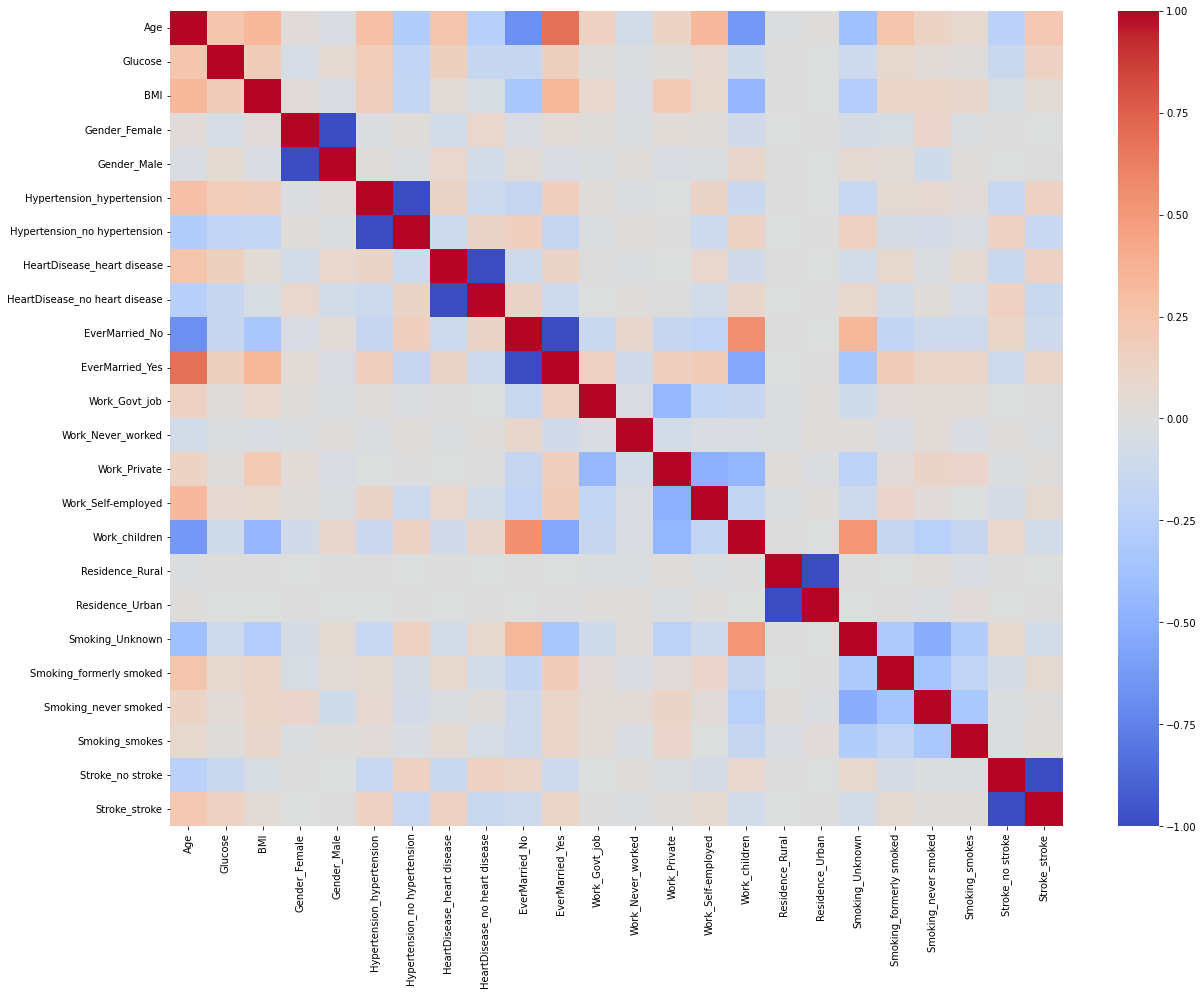 Age
Glucose
BMI
Gender_Female
Gender_Male
Hypertension_hypertension
Hypertension_no hypertension
HeartDisease_heart disease
HeartDisease_no heart disease
EverMarried_No
EverMarried_Yes
Work_Govt_job
Work_Never_worked
Work_Private
Work_Self-employed
Work_children
Residence_Rural
Residence_Urban
Smoking_Unknown
Smoking_formerly smoked
Smoking_never smoked
Smoking_smokes
Stroke_no stroke
Stroke_stroke
Age
Glucose
BMI
Gender_Female
Gender_Male
Hypertension_hypertension
Hypertension_no hypertension
HeartDisease_heart disease
HeartDisease_no heart disease
EverMarried_No
EverMarried_Yes
Work_Govt_job
Work_Never_worked
Work_Private
Work_Self-employed
Work_children
Residence_Rural
Residence_Urban
Smoking_Unknown
Smoking_formerly smoked
Smoking_never smoked
Smoking_smokes
Stroke_no stroke
Stroke_stroke
1.00
0.75
0.50
0.25
0.00
−0.25
−0.50
−0.75
−1.00